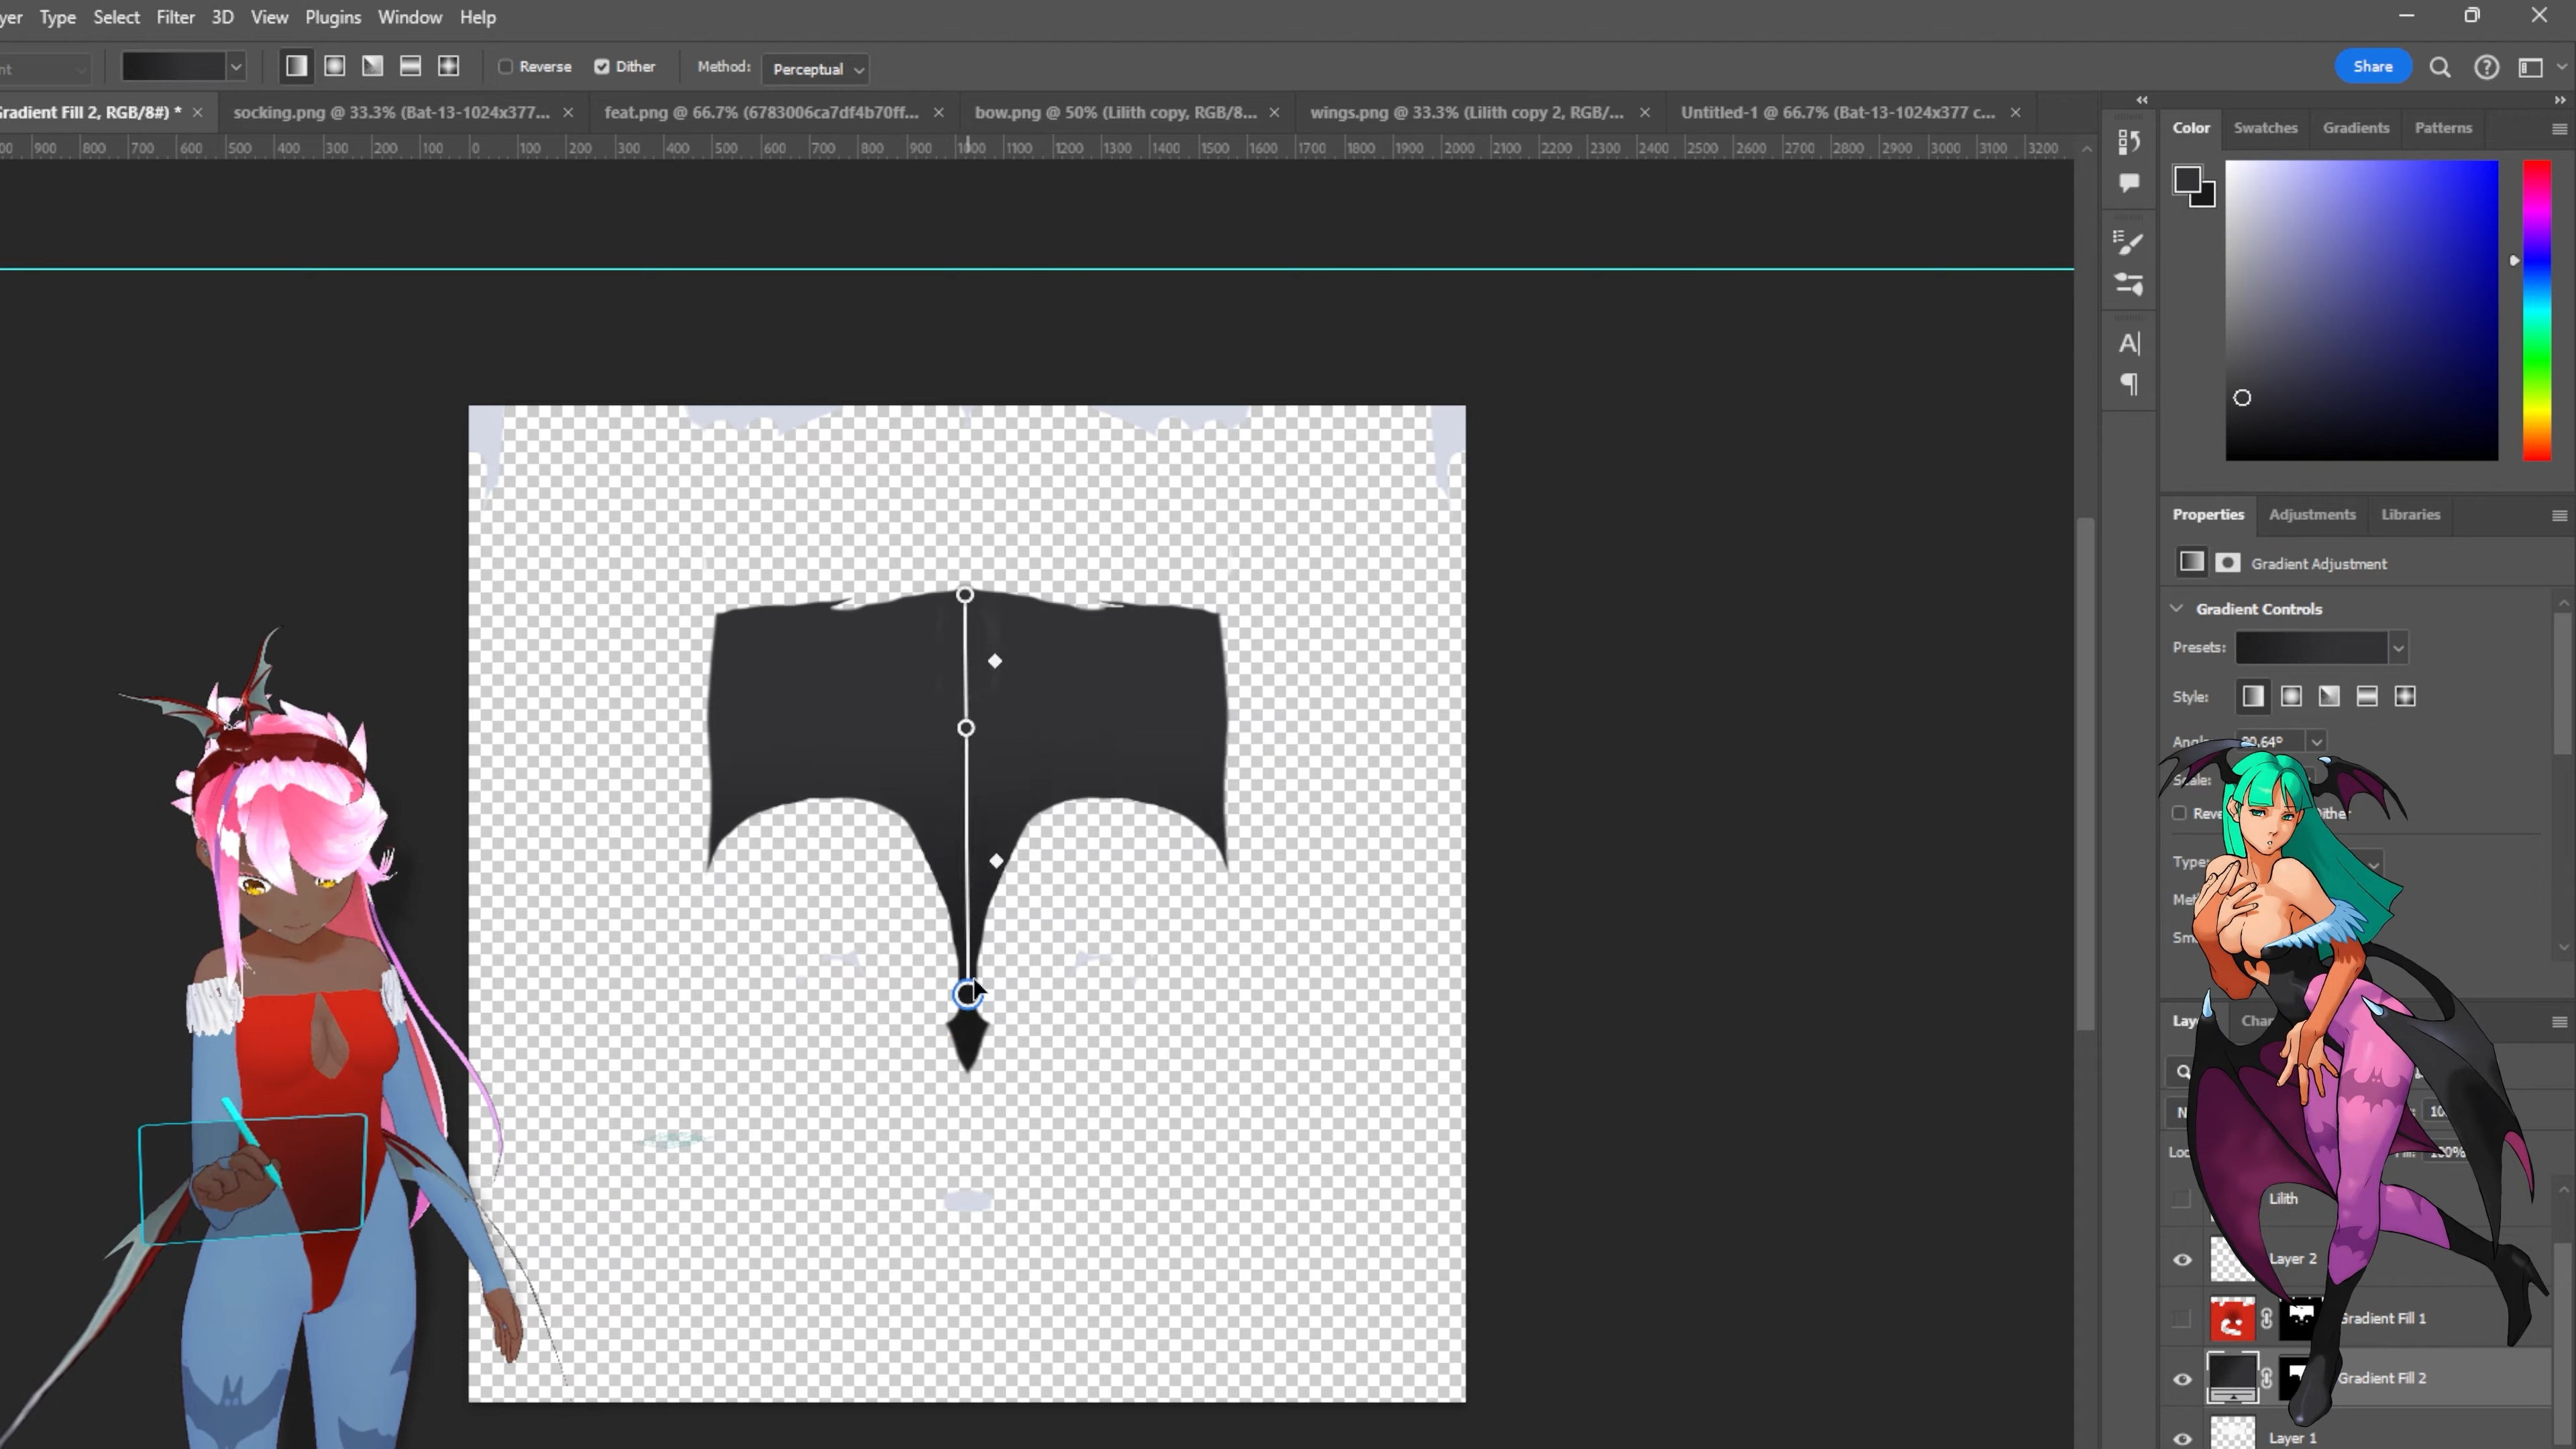 yer Type Select Filter 3D View Plugins Window Help
nt Reverse Dither Method: Perceptual Share
Gradient Fill 2, RGB/8#) * × socking.png @ 33.3% (Bat-13-1024x377... × feat.png @ 66.7% (6783006ca7df4b70ff... × bow.png @ 50% (Lilith copy, RGB/8... × wings.png @ 33.3% (Lilith copy 2, RGB/... × Untitled-1 @ 66.7% (Bat-13-1024x377 c... ×
00 900 800 700 600 500 400 300 200 100 0 100 200 300 400 500 600 700 800 900 1000 1100 1200 1300 1400 1500 1600 1700 1800 1900 2000 2100 2200 2300 2400 2500 2600 2700 2800 2900 3000 3100 3200
Color Swatches Gradients Patterns
Properties Adjustments Libraries
Gradient Adjustment
Gradient Controls
Presets:
Style:
Scale:
Type:
Lilith
Layer 2
Gradient Fill 1
Gradient Fill 2
Layer 1